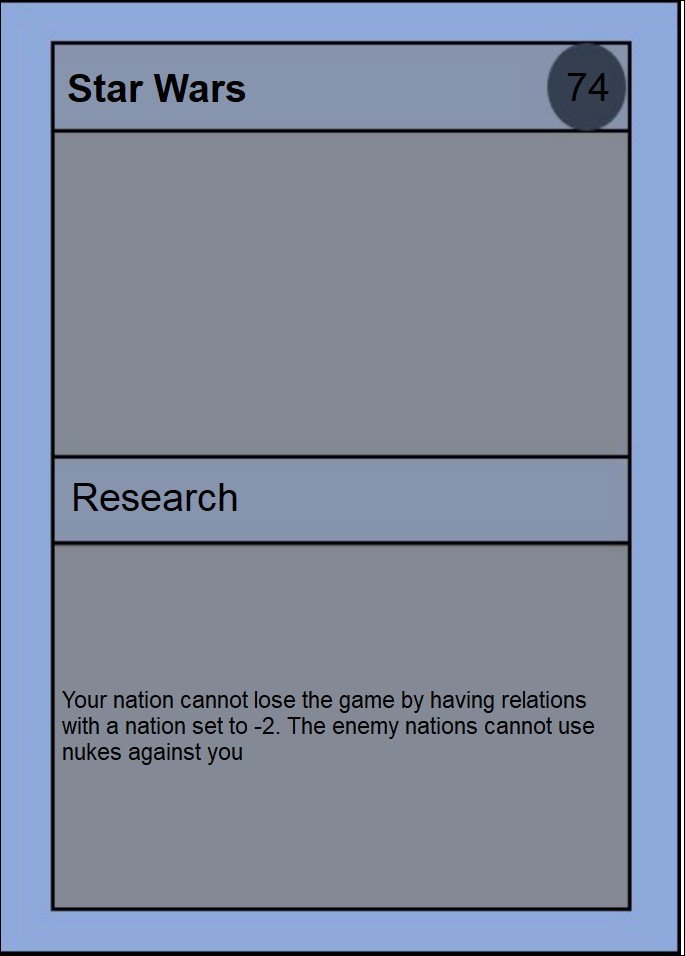 Star Wars
74
Research
Your nation cannot lose the game by having relations
with a nation set to -2. The enemy nations cannot use
nukes against you